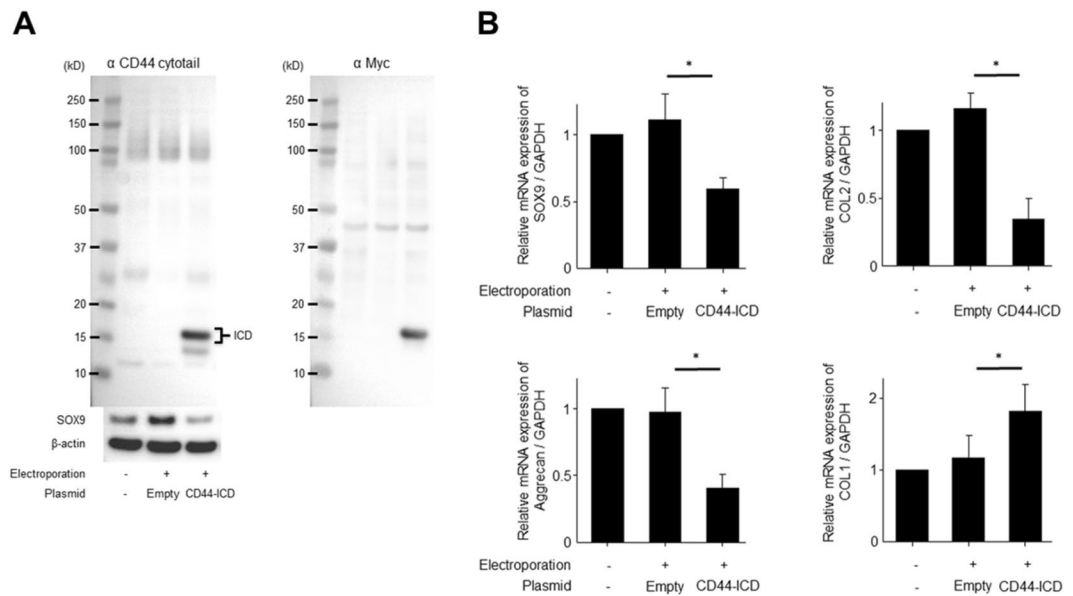 A
(kD) α CD44 cytotail
250
150
100
50
37
20
15
10
ICD
(kD) α Myc
250
150
100
50
37
20
15
10
SOX9
β-actin
Electroporation - + +
Plasmid - Empty CD44-ICD
B
Relative mRNA expression of
SOX9 / GAPDH
1
0.5
0
*
Electroporation - + +
Plasmid - Empty CD44-ICD
Relative mRNA expression of
COL2 / GAPDH
1
0.5
0
*
- + +
- Empty CD44-ICD
Relative mRNA expression of
Aggrecan / GAPDH
1
0.5
0
*
Electroporation - + +
Plasmid - Empty CD44-ICD
Relative mRNA expression of
COL1 / GAPDH
2
1
0
*
- + +
- Empty CD44-ICD